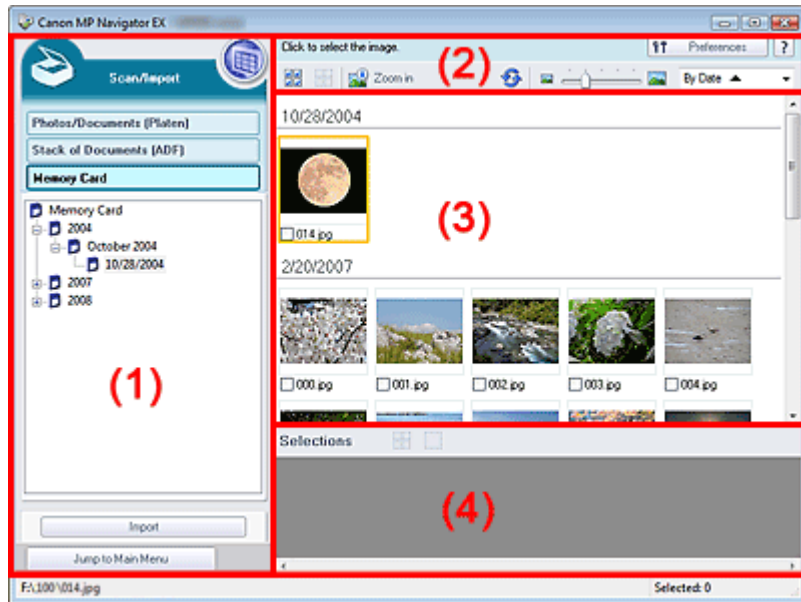 Canon MP Navigator EX
Scan/Import
Photos/Documents (Platen)
Stack of Documents (ADF)
Memory Card
Memory Card
2004
October 2004
10/28/2004
2007
2008
(1)
Import
Jump to Main Menu
Click to select the image.
Preferences
?
Zoom in
(2)
By Date
10/28/2004
014.jpg
(3)
2/20/2007
000.jpg
001.jpg
002.jpg
003.jpg
004.jpg
Selections
(4)
F:\100\014.jpg
Selected: 0